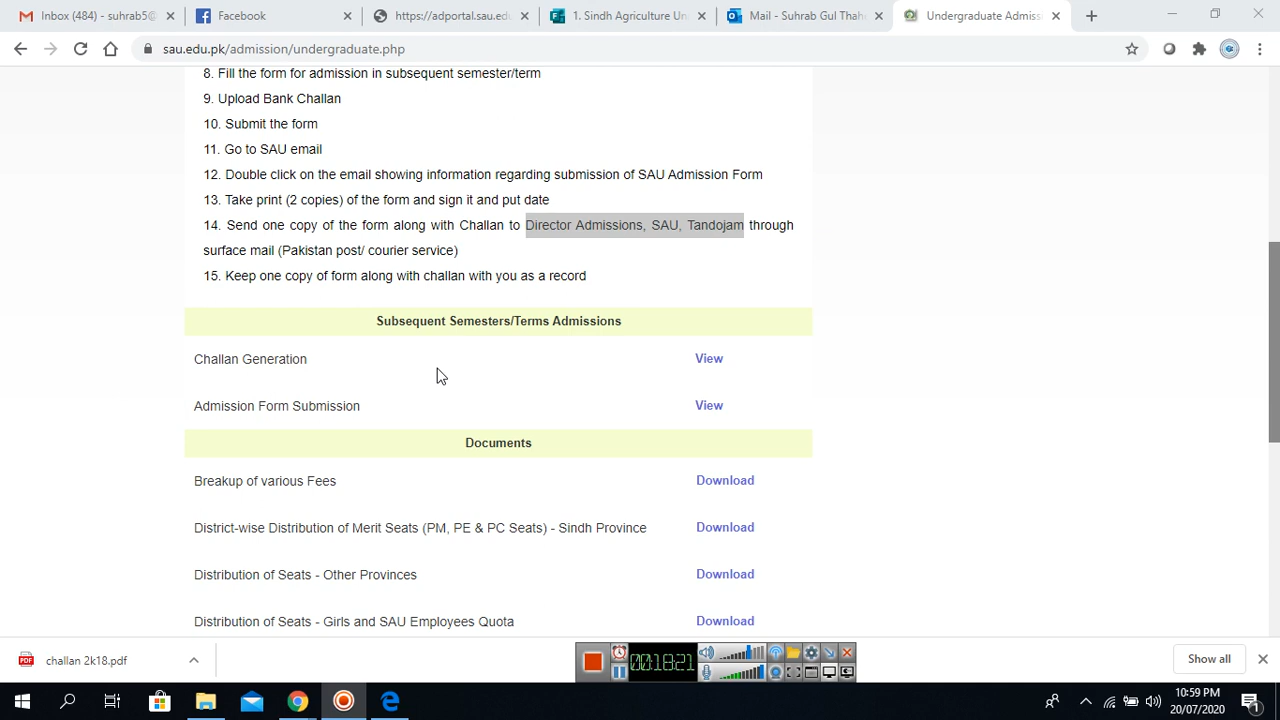 Inbox (484) - suhrab5@
Facebook
https://adportal.sau.edu.
1. Sindh Agriculture Un
Mail - Suhrab Gul Thah
Undergraduate Admiss
sau.edu.pk/admission/undergraduate.php
8. Fill the form for admission in subsequent semester/term
9. Upload Bank Challan
10. Submit the form
11. Go to SAU email
12. Double click on the email showing information regarding submission of SAU Admission Form
13. Take print (2 copies) of the form and sign it and put date
14. Send one copy of the form along with Challan to Director Admissions, SAU, Tandojam through
surface mail (Pakistan post/ courier service)
15. Keep one copy of form along with challan with you as a record
Subsequent Semesters/Terms Admissions
Challan Generation View
Admission Form Submission View
Documents
Breakup of various Fees Download
District-wise Distribution of Merit Seats (PM, PE & PC Seats) - Sindh Province Download
Distribution of Seats - Other Provinces Download
Distribution of Seats - Girls and SAU Employees Quota Download
PDF challan 2k18.pdf
00:18:21
Show all
10:59 PM
20/07/2020
1